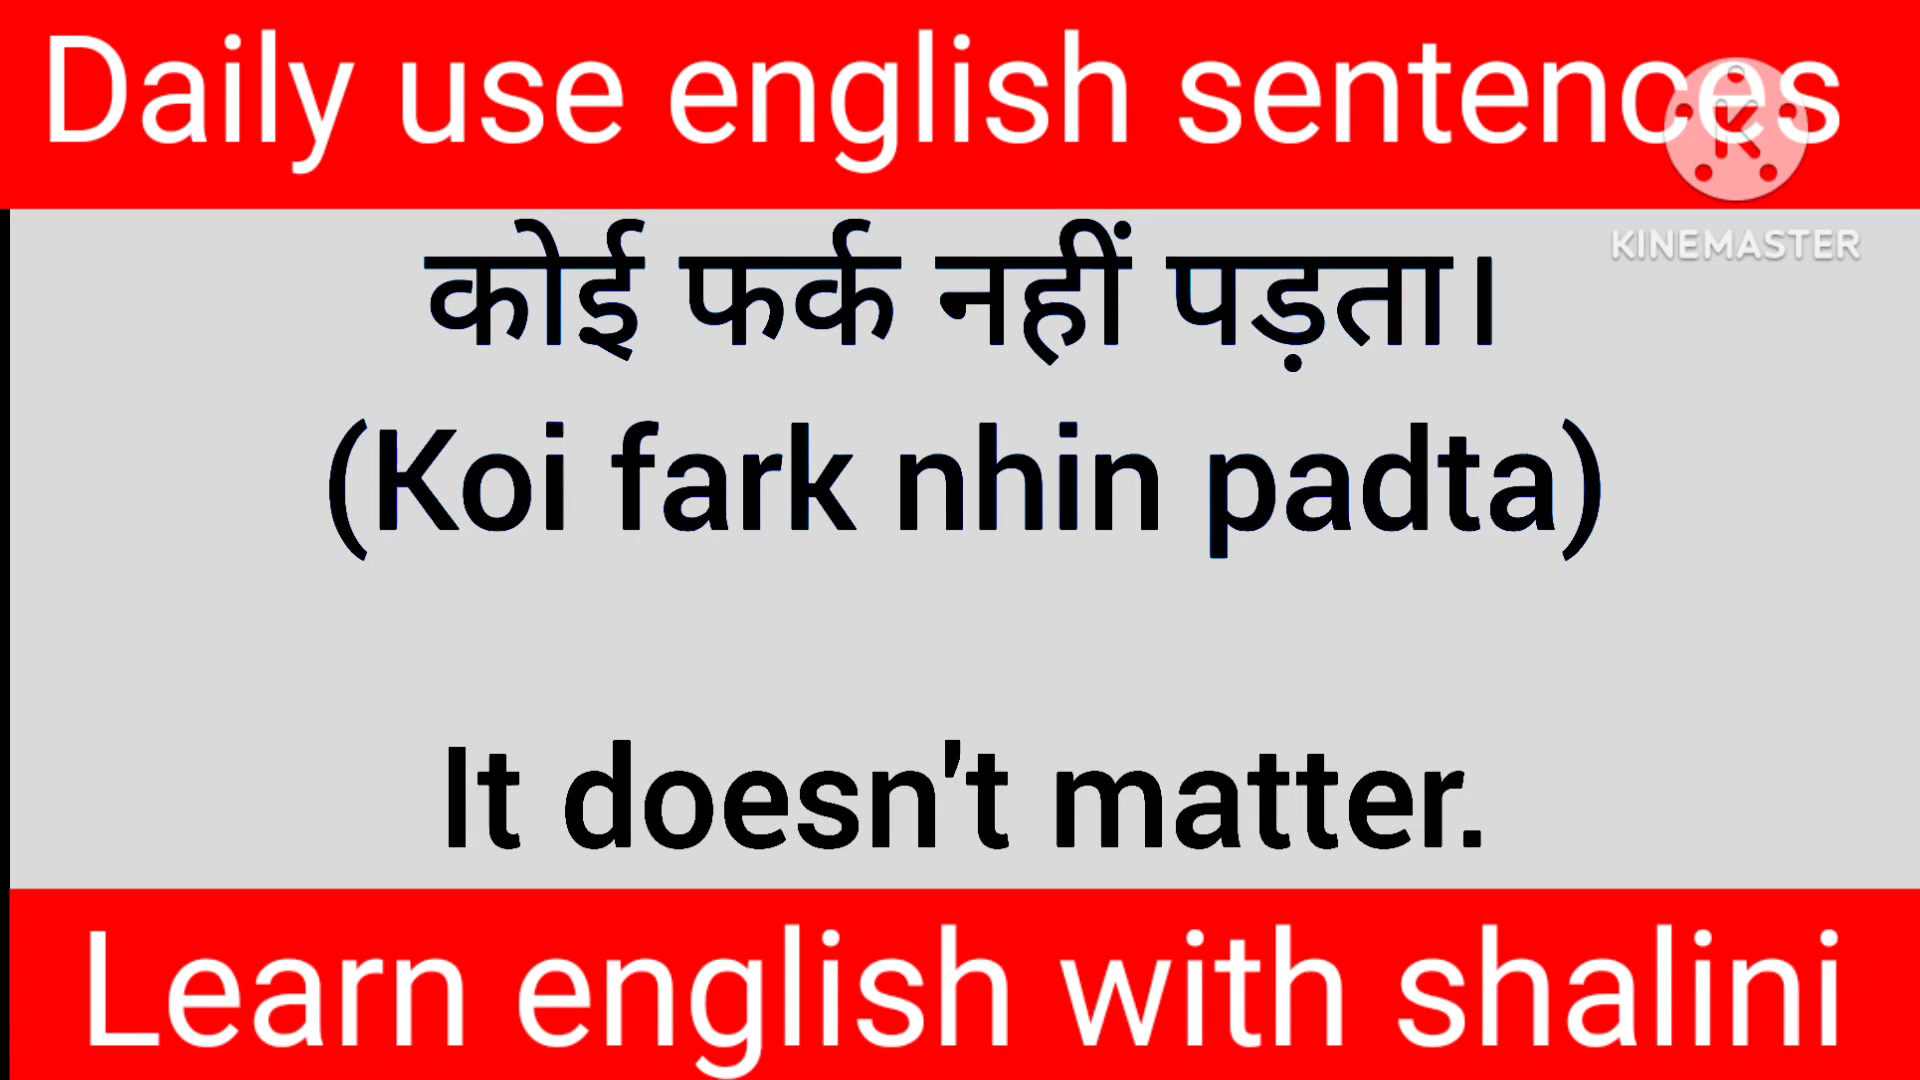 Daily use english sentences
KINEMASTER
कोई फर्क नहीं पड़ता।
(Koi fark nhin padta)
It doesn't matter.
Learn english with shalini